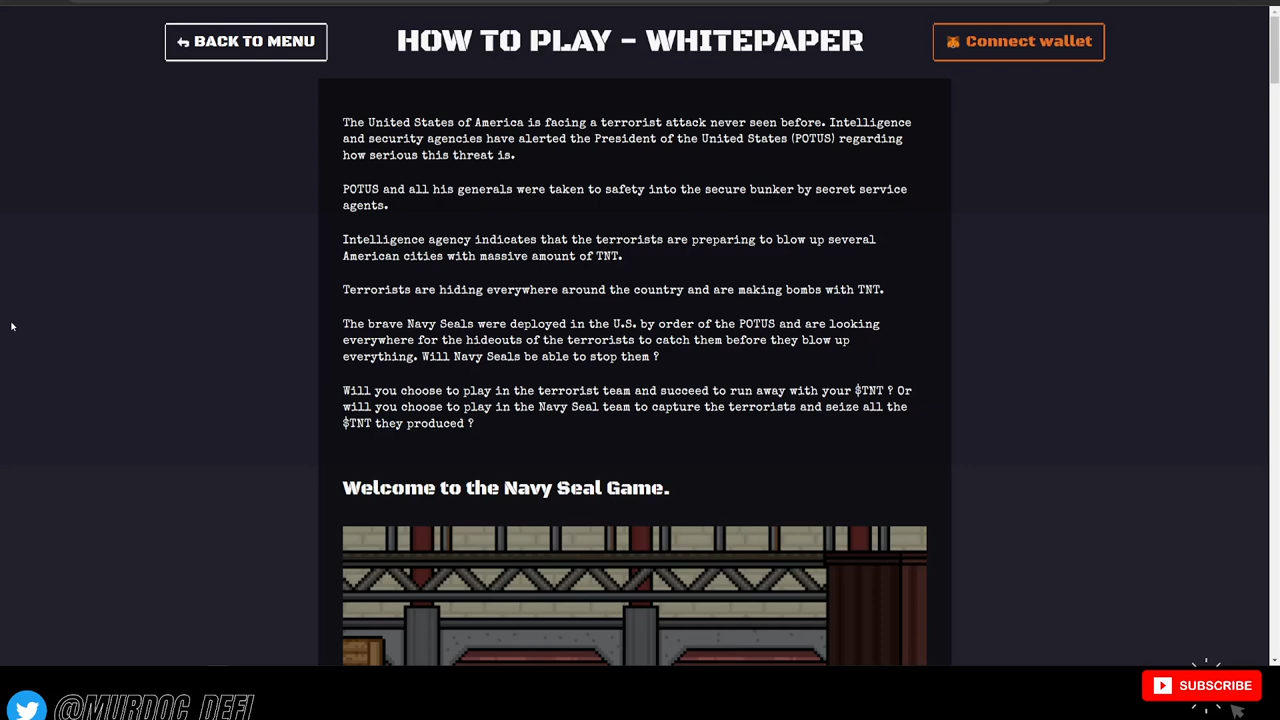 BACK TO MENU
HOW TO PLAY - WHITEPAPER
Connect wallet
The United States of America is facing a terrorist attack never seen before. Intelligence
and security agencies have alerted the President of the United States (POTUS) regarding
how serious this threat is.
POTUS and all his generals were taken to safety into the secure bunker by secret service
agents.
Intelligence agency indicates that the terrorists are preparing to blow up several
American cities with massive amount of TNT.
Terrorists are hiding everywhere around the country and are making bombs with TNT.
The brave Navy Seals were deployed in the U.S. by order of the POTUS and are looking
everywhere for the hideouts of the terrorists to catch them before they blow up
everything. Will Navy Seals be able to stop them ?
Will you choose to play in the terrorist team and succeed to run away with your $TNT ? Or
will you choose to play in the Navy Seal team to capture the terrorists and seize all the
$TNT they produced ?
Welcome to the Navy Seal Game.
SUBSCRIBE
@MURDOC_DEFI